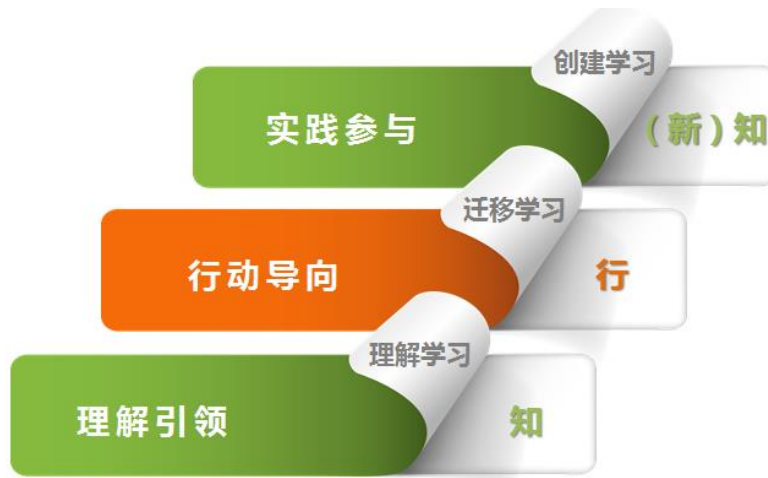 创建学习
实践参与
（新）知
迁移学习
行动导向
行
理解学习
理解引领
知